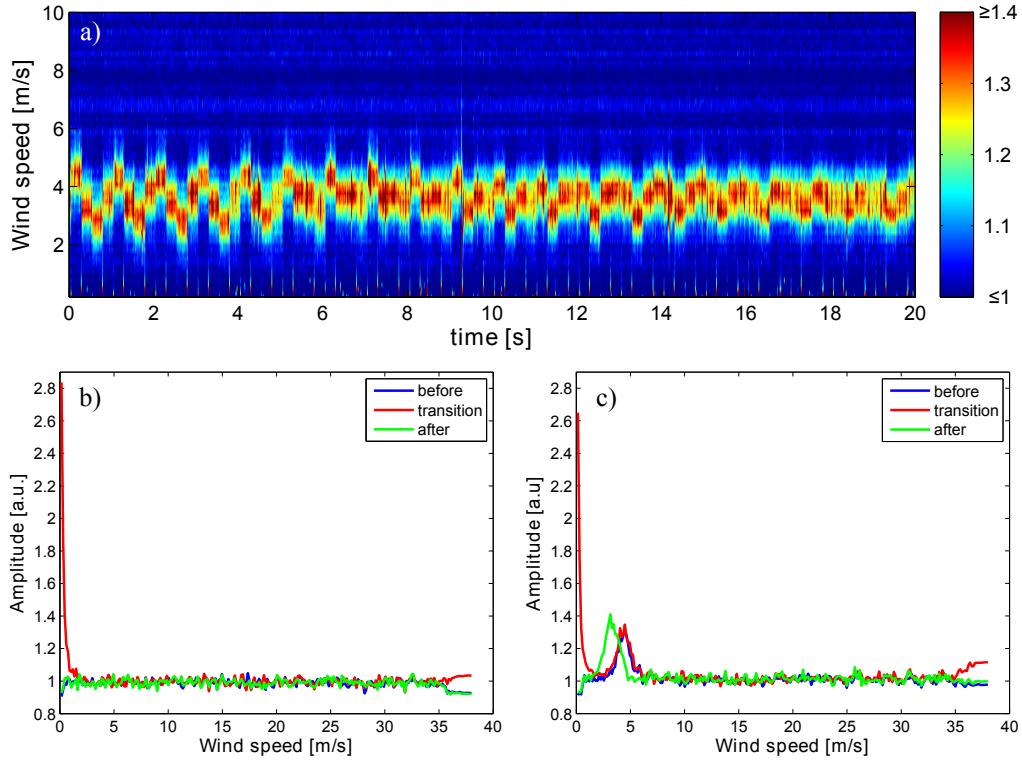 a)
Wind speed [m/s]
10
8
6
4
2
0 2 4 6 8 10 12 14 16 18 20
time [s]
≥1.4
1.3
1.2
1.1
≤1
b)
Amplitude [a.u.]
2.8
2.6
2.4
2.2
2
1.8
1.6
1.4
1.2
1
0.8
0 5 10 15 20 25 30 35 40
Wind speed [m/s]
before
transition
after
c)
Amplitude [a.u]
2.8
2.6
2.4
2.2
2
1.8
1.6
1.4
1.2
1
0.8
0 5 10 15 20 25 30 35 40
Wind speed [m/s]
before
transition
after